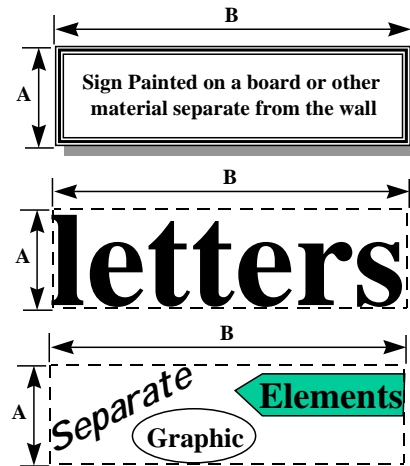 B
A
Sign Painted on a board or other
material separate from the wall
B
A
letters
B
A
Separate
Elements
Graphic